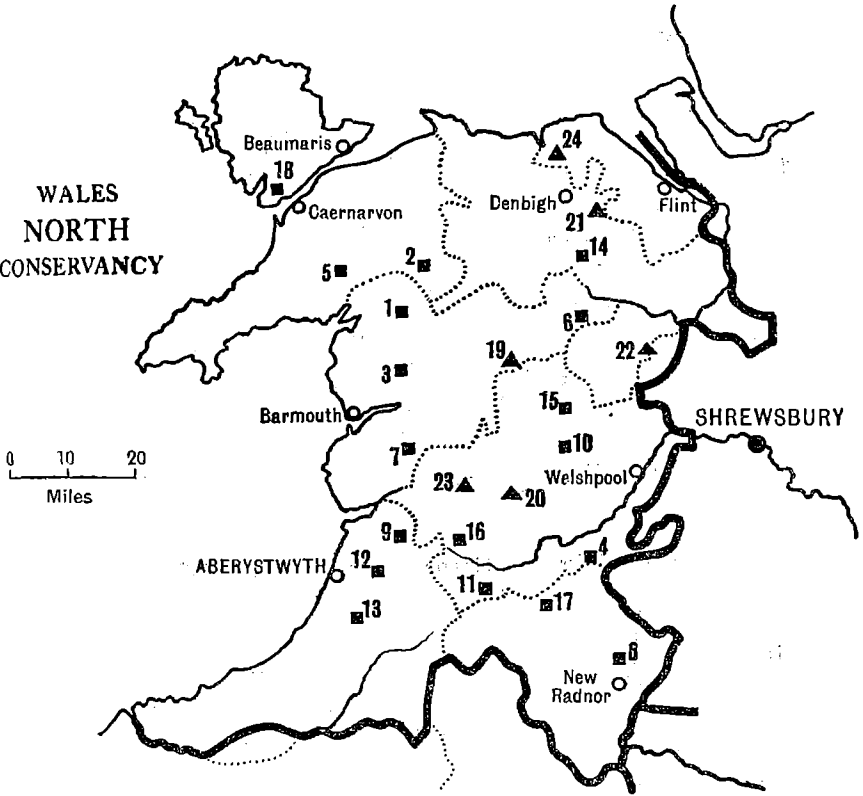 24
Beaumaris
18
WALES
NORTH
CONSERVANCY
Denbigh
Flint
Caernarvon
21
14
5
2
1
6
19
22
3
15
Barmouth
SHREWSBURY
10
7
Welshpool
0 10 20
Miles
23
20
9
16
4
ABERYSTWYTH
12
11
17
13
8
New
Radnor